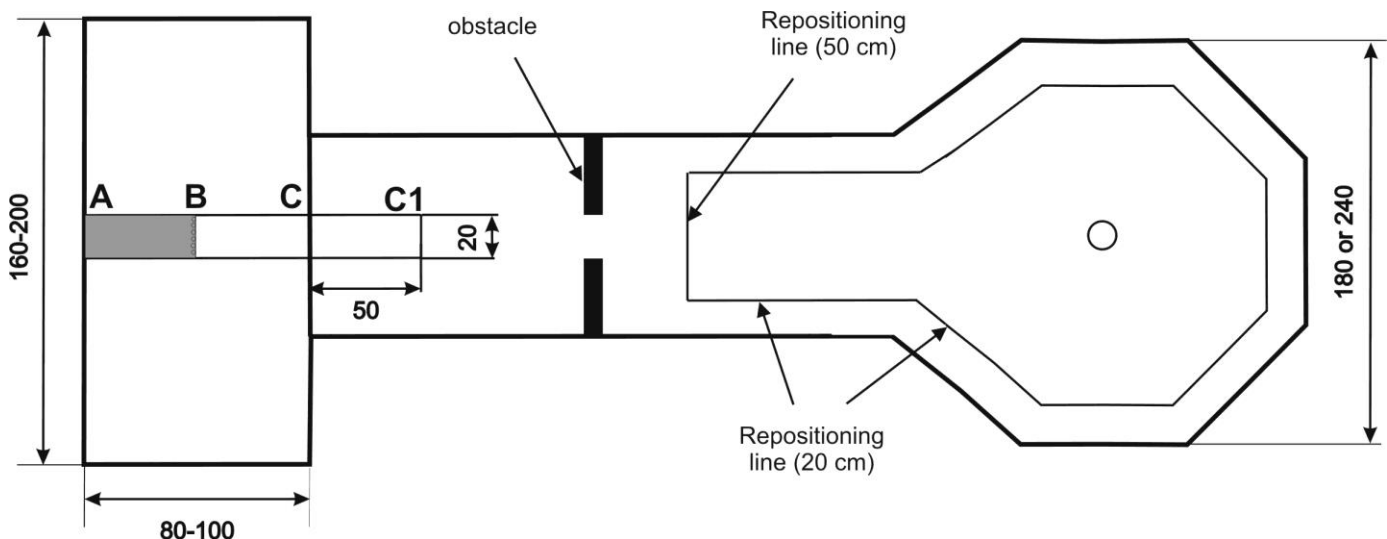 obstacle
Repositioning
line (50 cm)
A
B
C
C1
160-200
20
50
180 or 240
Repositioning
line (20 cm)
80-100